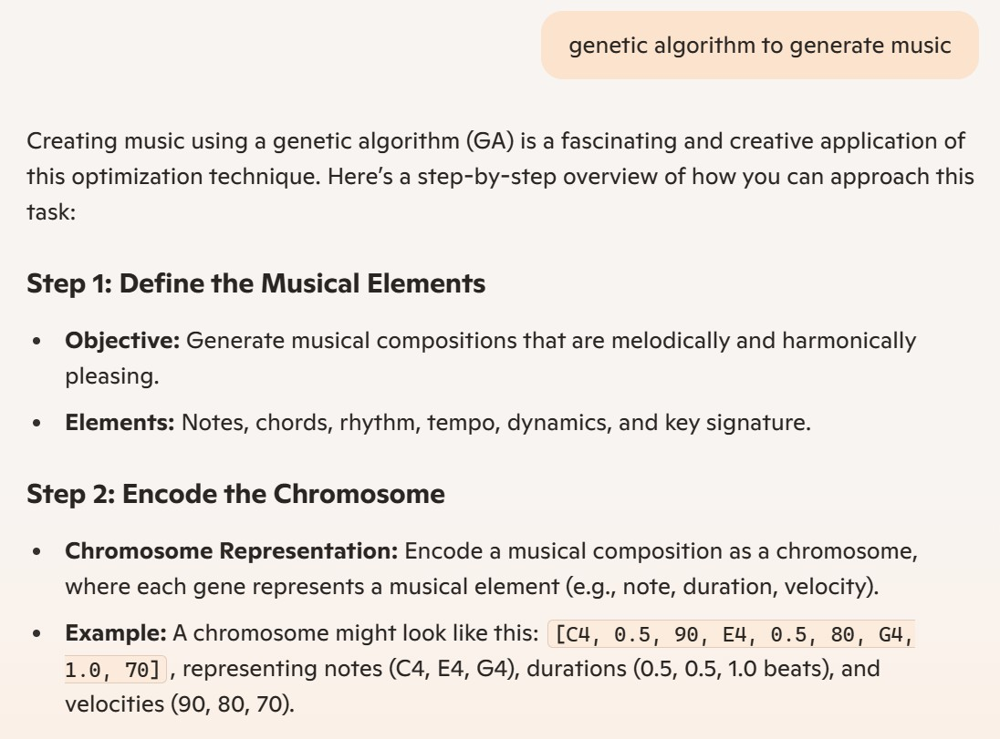 genetic algorithm to generate music
Creating music using a genetic algorithm (GA) is a fascinating and creative application of
this optimization technique. Here’s a step-by-step overview of how you can approach this
task:
Step 1: Define the Musical Elements
• Objective: Generate musical compositions that are melodically and harmonically
pleasing.
• Elements: Notes, chords, rhythm, tempo, dynamics, and key signature.
Step 2: Encode the Chromosome
• Chromosome Representation: Encode a musical composition as a chromosome,
where each gene represents a musical element (e.g., note, duration, velocity).
• Example: A chromosome might look like this: [C4, 0.5, 90, E4, 0.5, 80, G4,
1.0, 70], representing notes (C4, E4, G4), durations (0.5, 0.5, 1.0 beats), and
velocities (90, 80, 70).